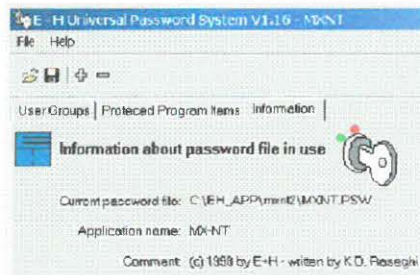 E+H Universal Password System V1.16 - MXNT
File Help
User Groups Proteced Program Items Information
Information about password file in use
Current password file: C:\EH_APP\mxnt2\MXNT.PSW
Application name: MX-NT
Comment: (c) 1998 by E+H - written by K.D.